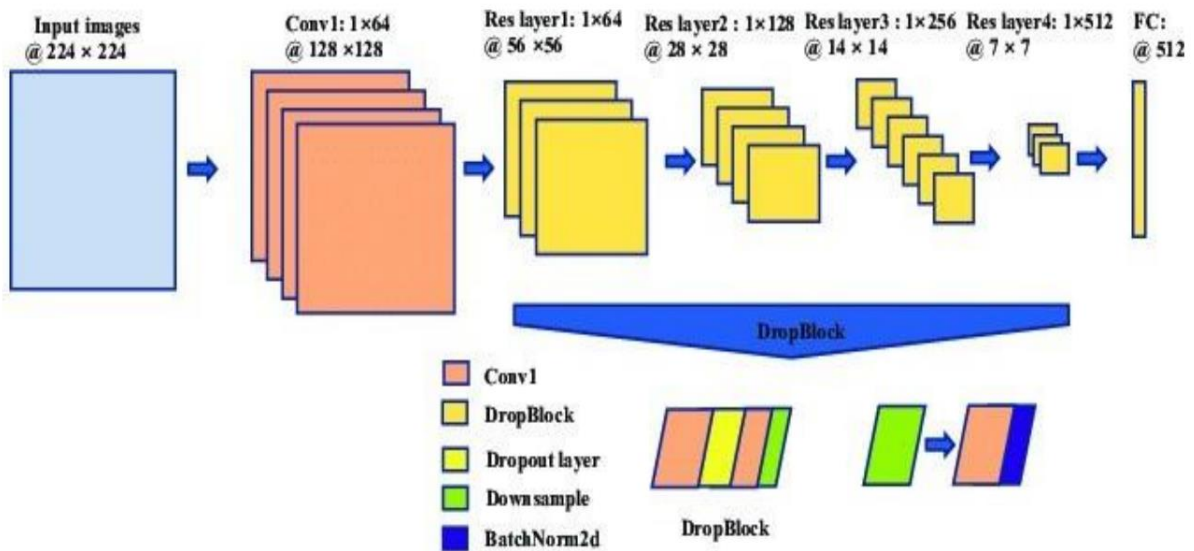 Input images
@ 224 × 224
Conv1: 1×64
@ 128 ×128
Res layer1: 1×64
@ 56 ×56
Res layer2 : 1×128
@ 28 × 28
Res layer3 : 1×256
@ 14 × 14
Res layer4: 1×512
@ 7 × 7
FC:
@ 512
DropBlock
Conv1
DropBlock
Dropout layer
Downsample
BatchNorm2d
DropBlock